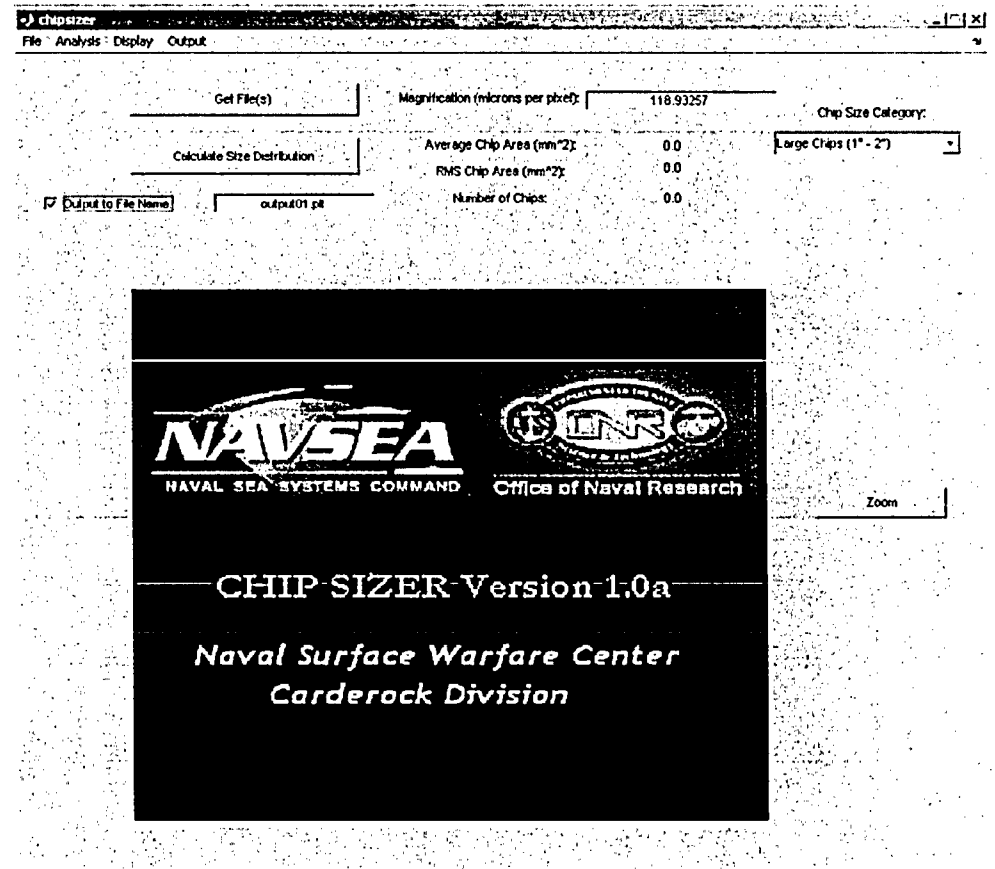 chipsizer
File Analysis Display Output
Get File(s)
Magnification (microns per pixel): 118.93257
Chip Size Category:
Calculate Size Distribution
Average Chip Area (mm^2): 0.0
Large Chips (1" - 2")
RMS Chip Area (mm^2): 0.0
Output to File Name
output01.plt
Number of Chips: 0.0
NAVSEA
NAVAL SEA SYSTEMS COMMAND
Office of Naval Research
Zoom
CHIP SIZER Version 1.0a
Naval Surface Warfare Center
Carderock Division